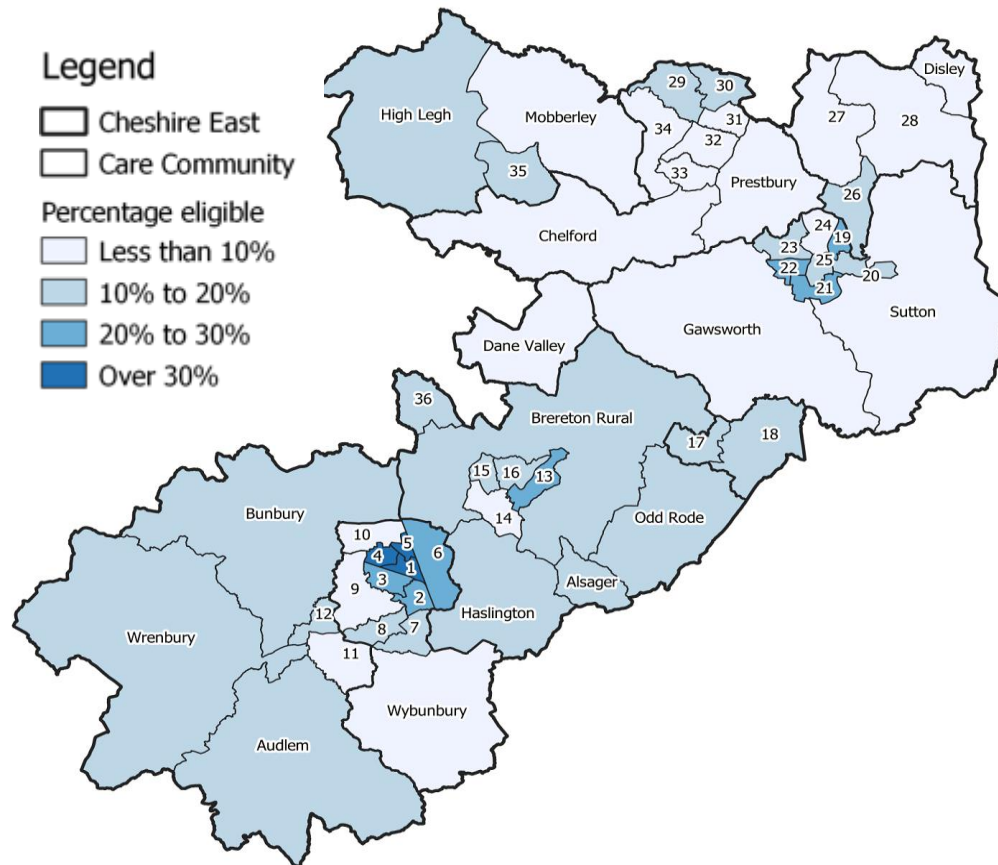 Legend
Cheshire East
Care Community
Percentage eligible
Less than 10%
10% to 20%
20% to 30%
Over 30%
Disley
High Legh
Mobberley
29
30
27
28
34
31
32
35
33
Prestbury
26
Chelford
24
19
23
25
22
20
21
Sutton
Gawsworth
Dane Valley
36
Brereton Rural
17
18
15
16
13
Bunbury
14
Odd Rode
10
5
6
4
1
3
Alsager
9
2
12
Haslington
8
7
Wrenbury
11
Wybunbury
Audlem